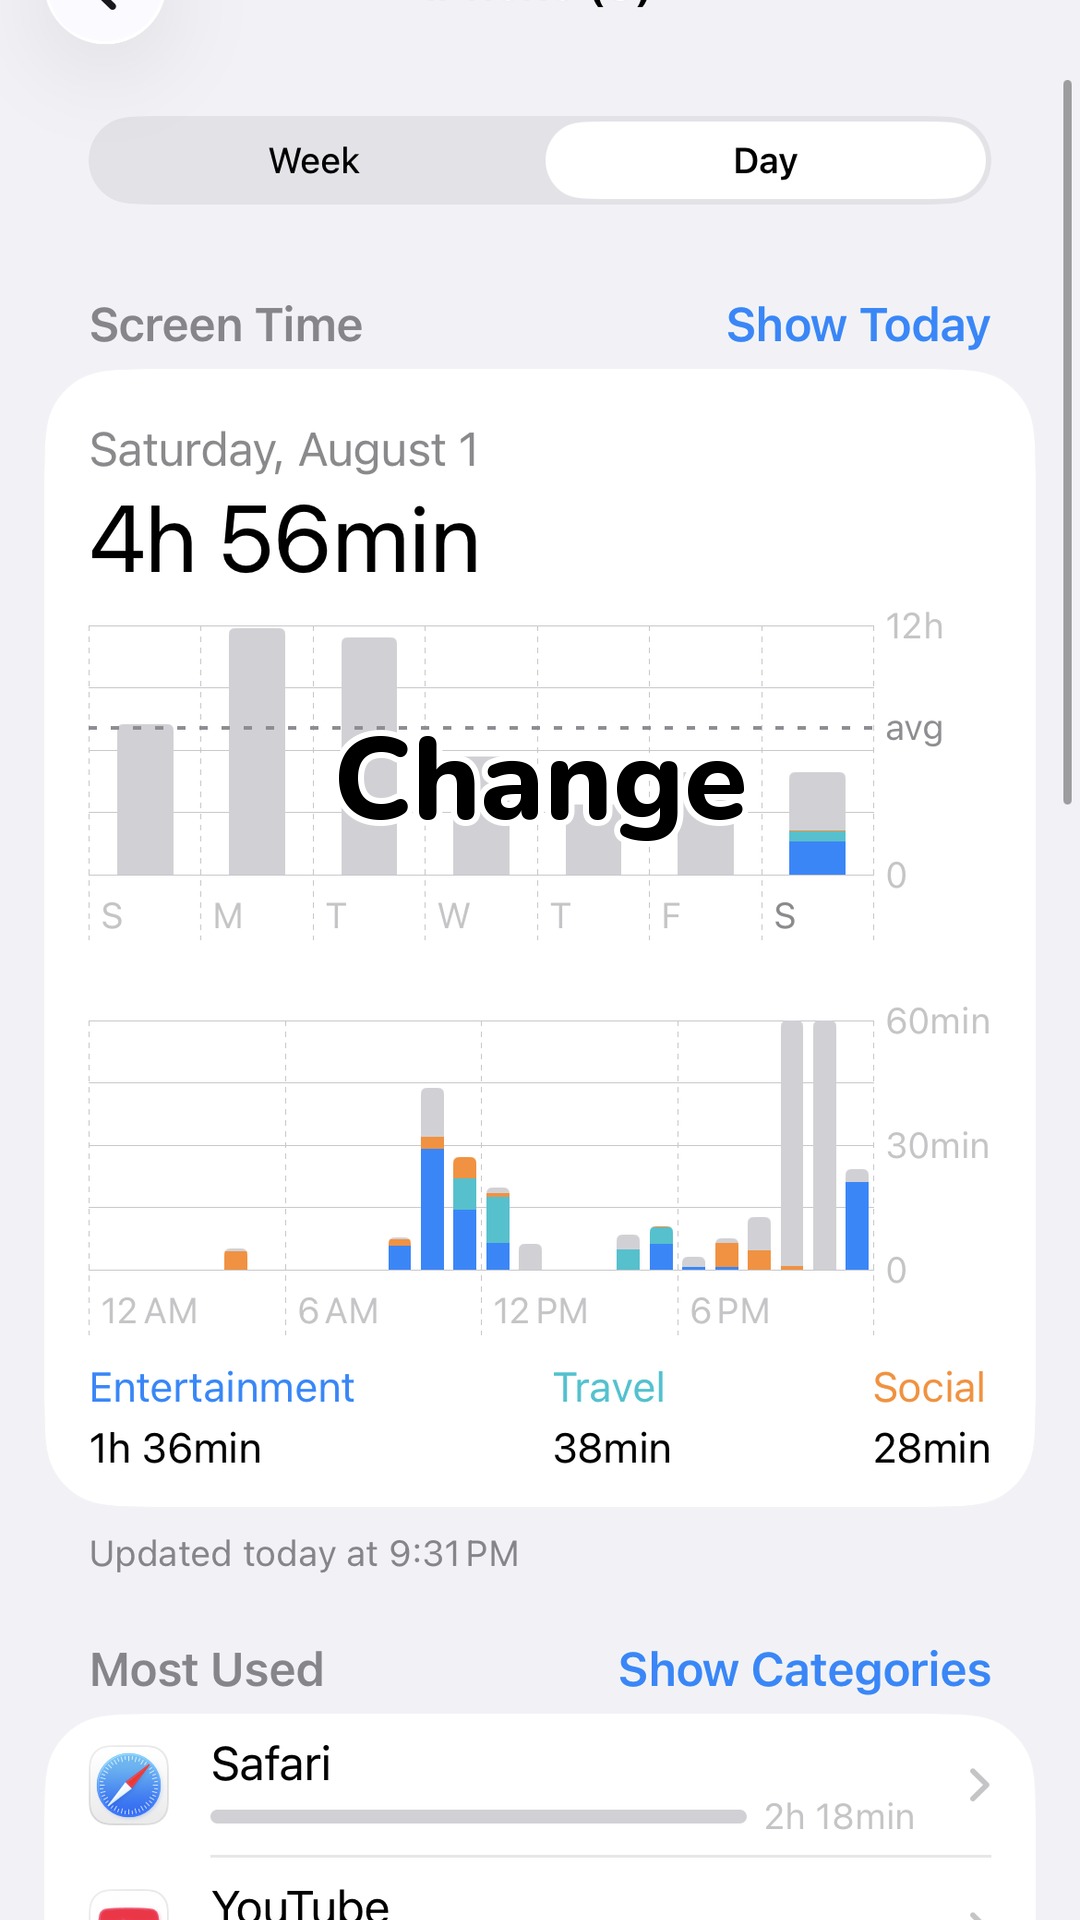 Week
Day
Screen Time
Show Today
Saturday, August 1
4h 56min
12h
avg
Change
0
S M T W T F S
60min
30min
0
12 AM 6 AM 12 PM 6 PM
Entertainment Travel Social
1h 36min 38min 28min
Updated today at 9:31 PM
Most Used
Show Categories
Safari
2h 18min
YouTube